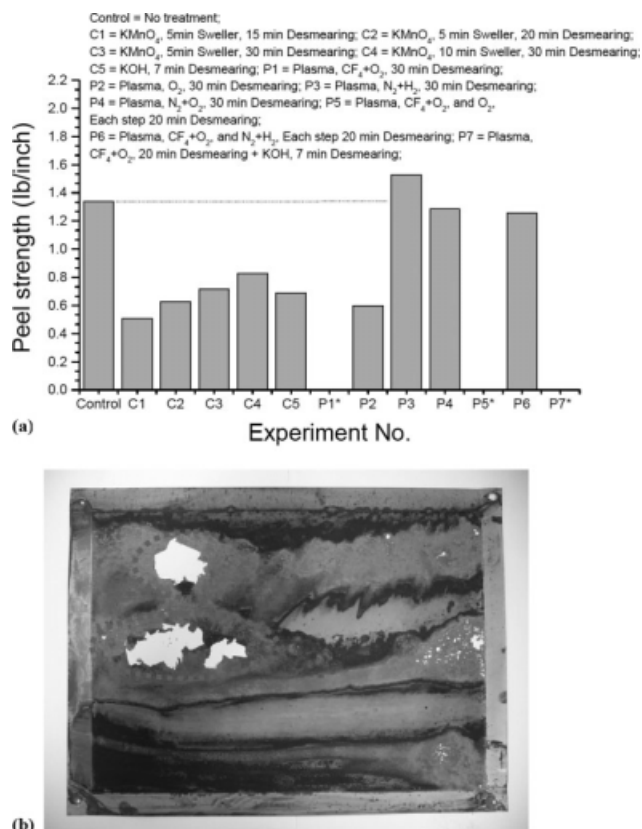 Control = No treatment;
C1 = KMnO₄, 5min Sweller, 15 min Desmearing; C2 = KMnO₄, 5 min Sweller, 20 min Desmearing;
C3 = KMnO₄, 5min Sweller, 30 min Desmearing; C4 = KMnO₄, 10 min Sweller, 30 min Desmearing;
C5 = KOH, 7 min Desmearing; P1 = Plasma, CF₄+O₂, 30 min Desmearing;
P2 = Plasma, O₂, 30 min Desmearing; P3 = Plasma, N₂+H₂, 30 min Desmearing;
P4 = Plasma, N₂+O₂, 30 min Desmearing; P5 = Plasma, CF₄+O₂, and O₂,
Each step 20 min Desmearing;
P6 = Plasma, CF₄+O₂, and N₂+H₂, Each step 20 min Desmearing; P7 = Plasma,
CF₄+O₂, 20 min Desmearing + KOH, 7 min Desmearing;
Peel strength (lb/inch)
2.2
2.0
1.8
1.6
1.4
1.2
1.0
0.8
0.6
0.4
0.2
0.0
Control C1 C2 C3 C4 C5 P1* P2 P3 P4 P5* P6 P7*
(a)
Experiment No.
(b)